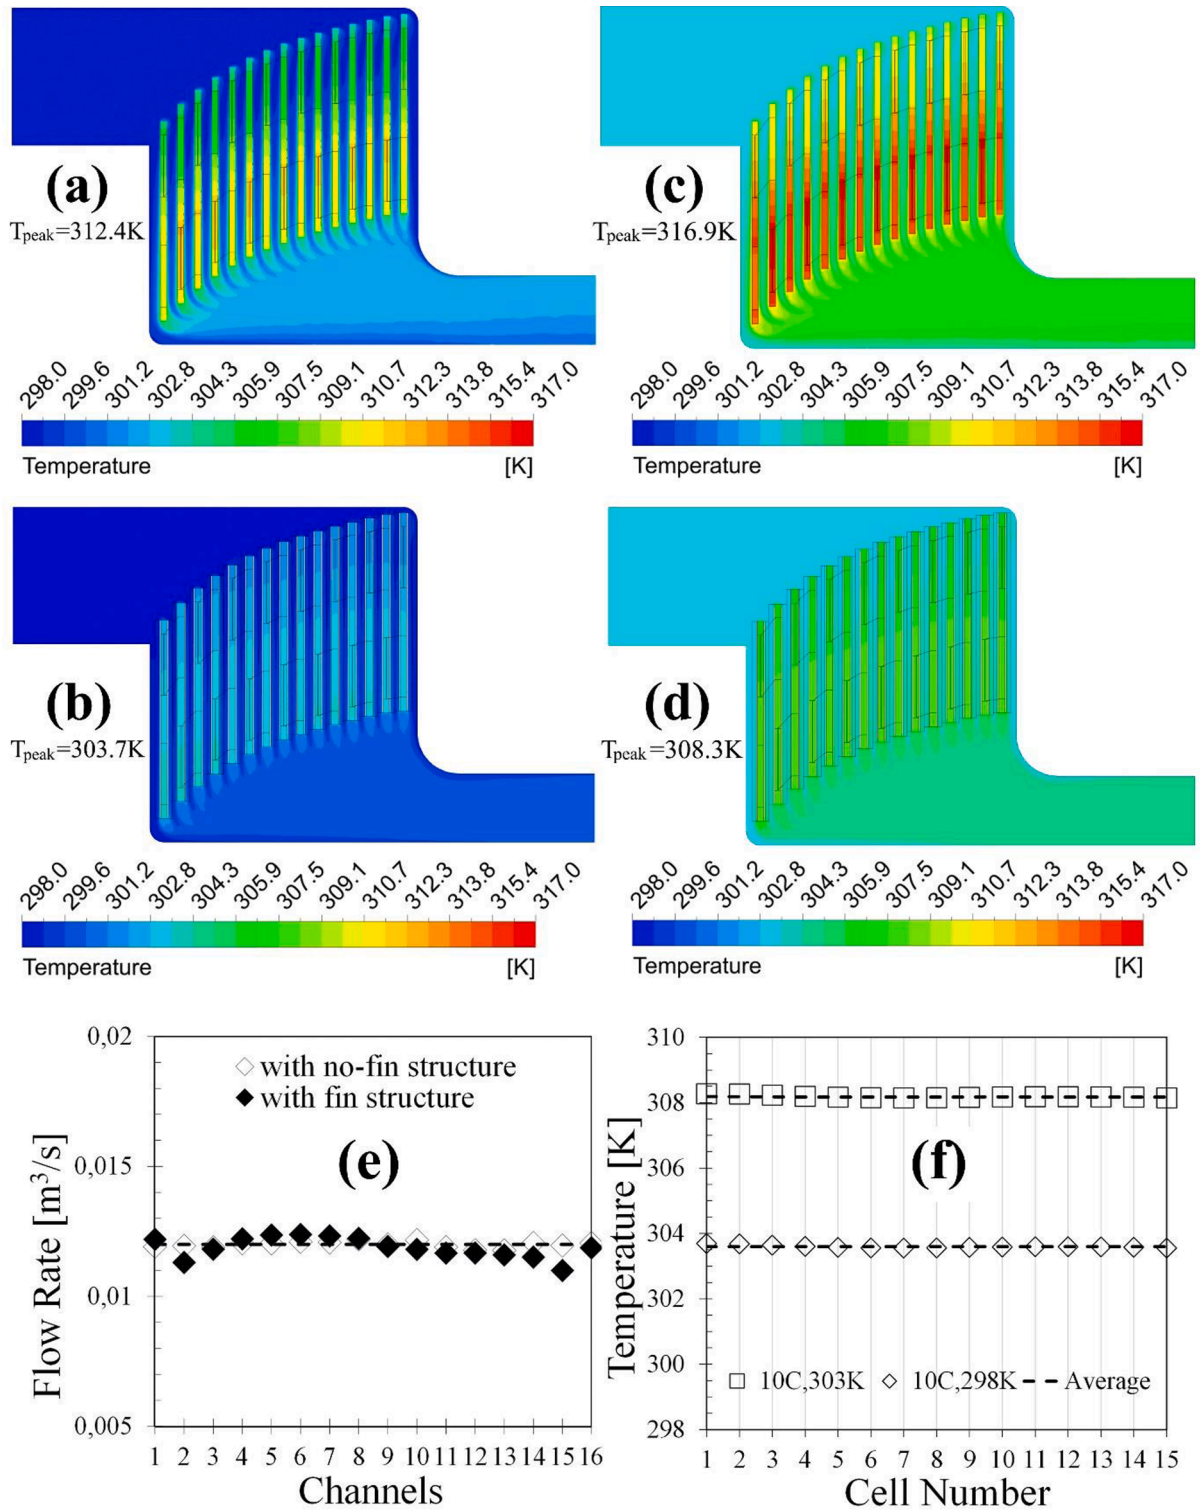 (a)
T_peak=312.4K
298.0 299.6 301.2 302.8 304.3 305.9 307.5 309.1 310.7 312.3 313.8 315.4 317.0
Temperature [K]
(c)
T_peak=316.9K
298.0 299.6 301.2 302.8 304.3 305.9 307.5 309.1 310.7 312.3 313.8 315.4 317.0
Temperature [K]
(b)
T_peak=303.7K
298.0 299.6 301.2 302.8 304.3 305.9 307.5 309.1 310.7 312.3 313.8 315.4 317.0
Temperature [K]
(d)
T_peak=308.3K
298.0 299.6 301.2 302.8 304.3 305.9 307.5 309.1 310.7 312.3 313.8 315.4 317.0
Temperature [K]
Flow Rate [m³/s]
0,02
0,015
0,01
0,005
with no-fin structure
with fin structure
(e)
1 2 3 4 5 6 7 8 9 10 11 12 13 14 15 16
Channels
Temperature [K]
310
308
306
304
302
300
298
(f)
10C,303K 10C,298K Average
1 2 3 4 5 6 7 8 9 10 11 12 13 14 15
Cell Number